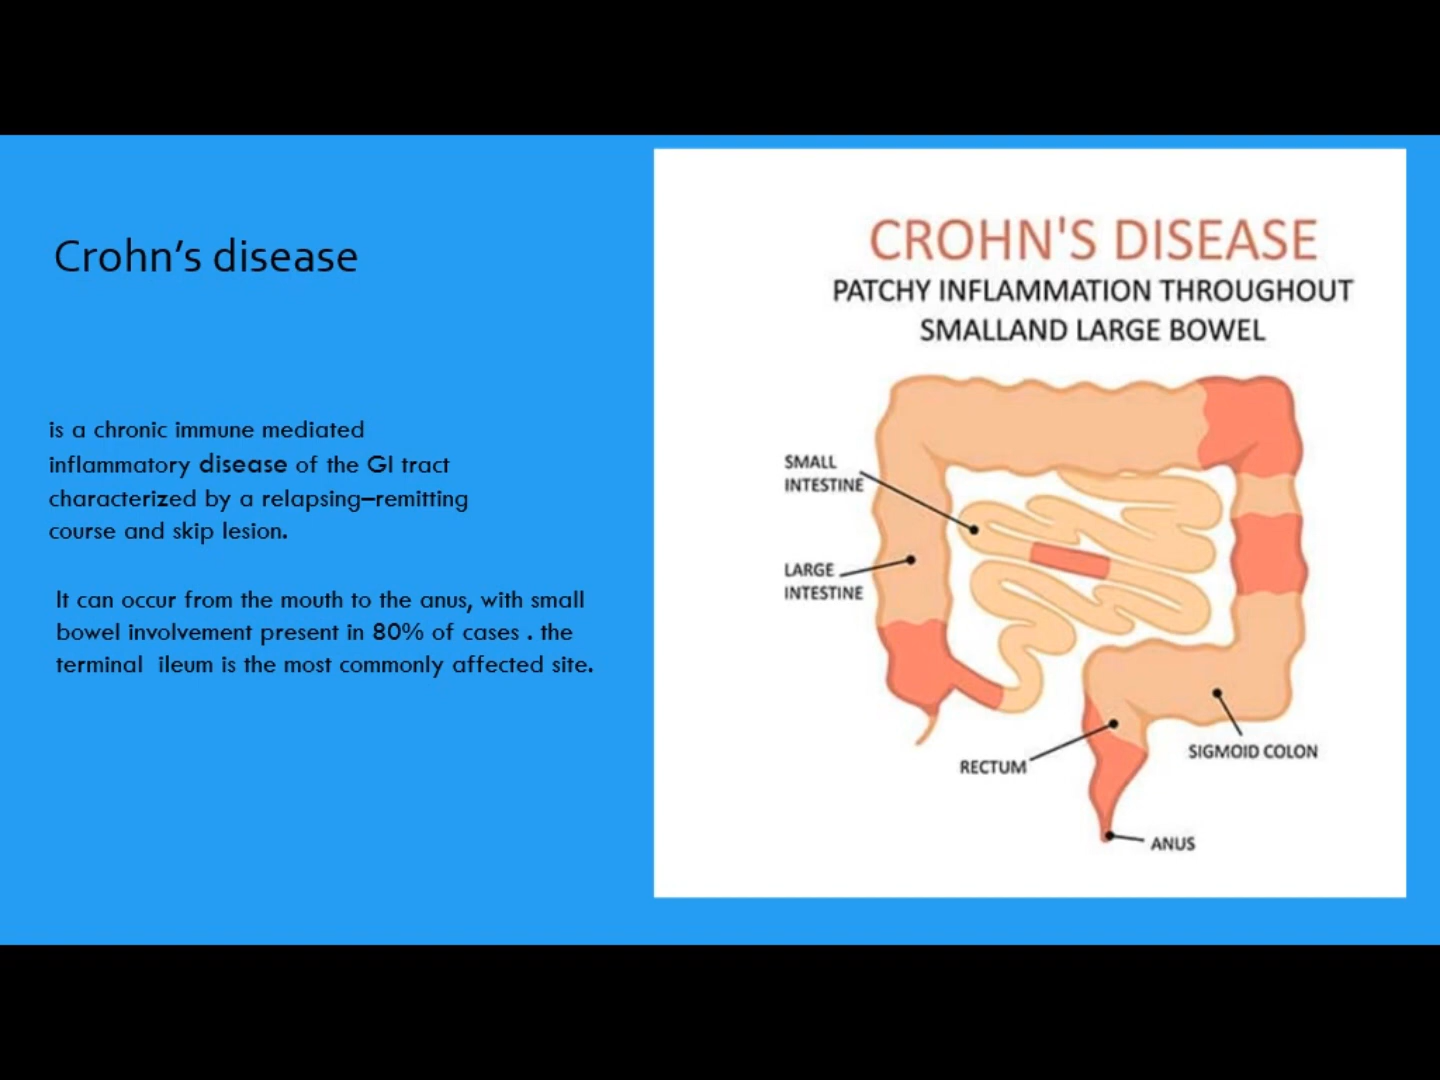 Crohn’s disease
is a chronic immune mediated
inflammatory disease of the GI tract
characterized by a relapsing–remitting
course and skip lesion.
It can occur from the mouth to the anus, with small
bowel involvement present in 80% of cases . the
terminal  ileum is the most commonly affected site.
CROHN'S DISEASE
PATCHY INFLAMMATION THROUGHOUT
SMALLAND LARGE BOWEL
SMALL
INTESTINE
LARGE
INTESTINE
RECTUM
SIGMOID COLON
ANUS